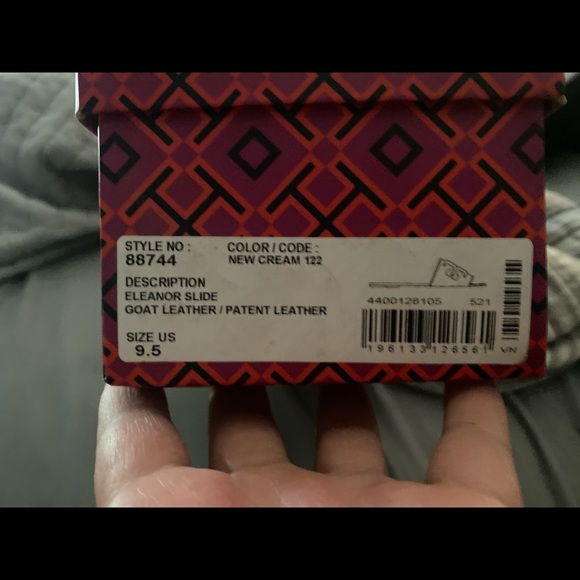 STYLE NO : COLOR / CODE :
88744 NEW CREAM 122
DESCRIPTION
ELEANOR SLIDE
GOAT LEATHER / PATENT LEATHER
SIZE US
9.5
4400128105 521
196133126561 VN